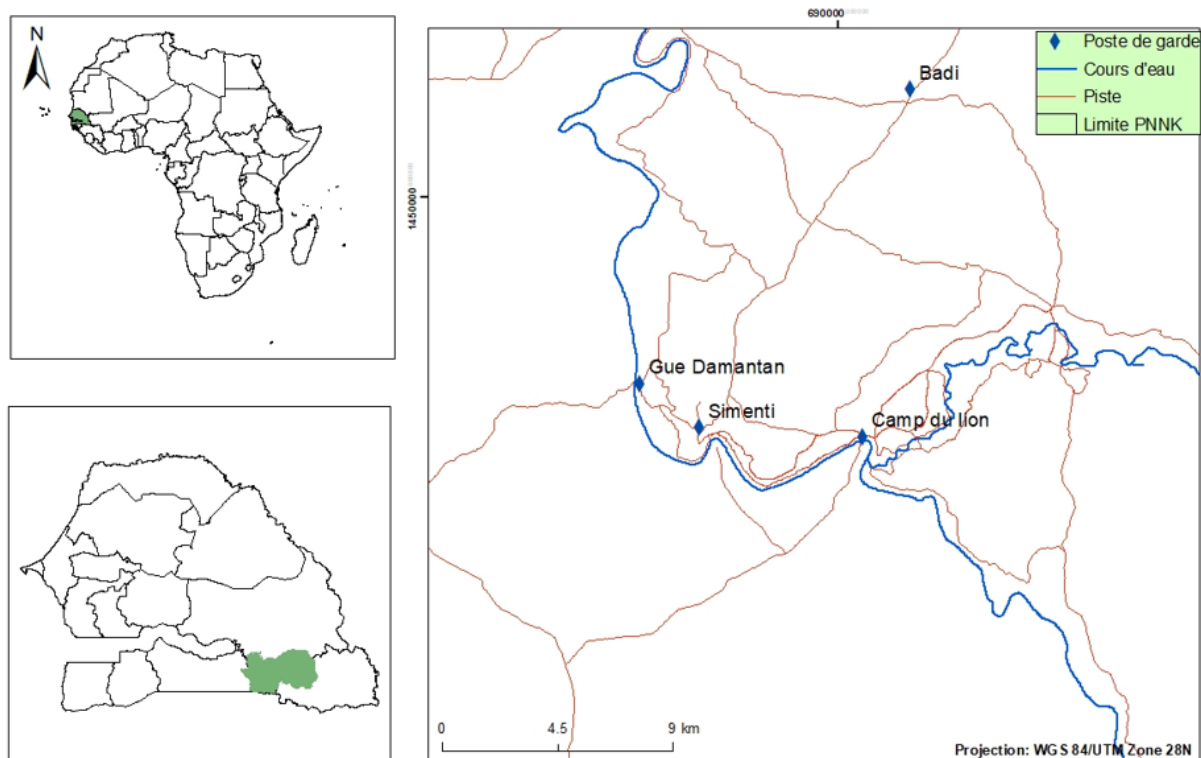 N
690000
1450000
Poste de garde
Cours d'eau
Piste
Limite PNNK
Badi
Gue Damantan
Simenti
Camp du lion
0 4.5 9 km
Projection: WGS 84/UTM Zone 28N